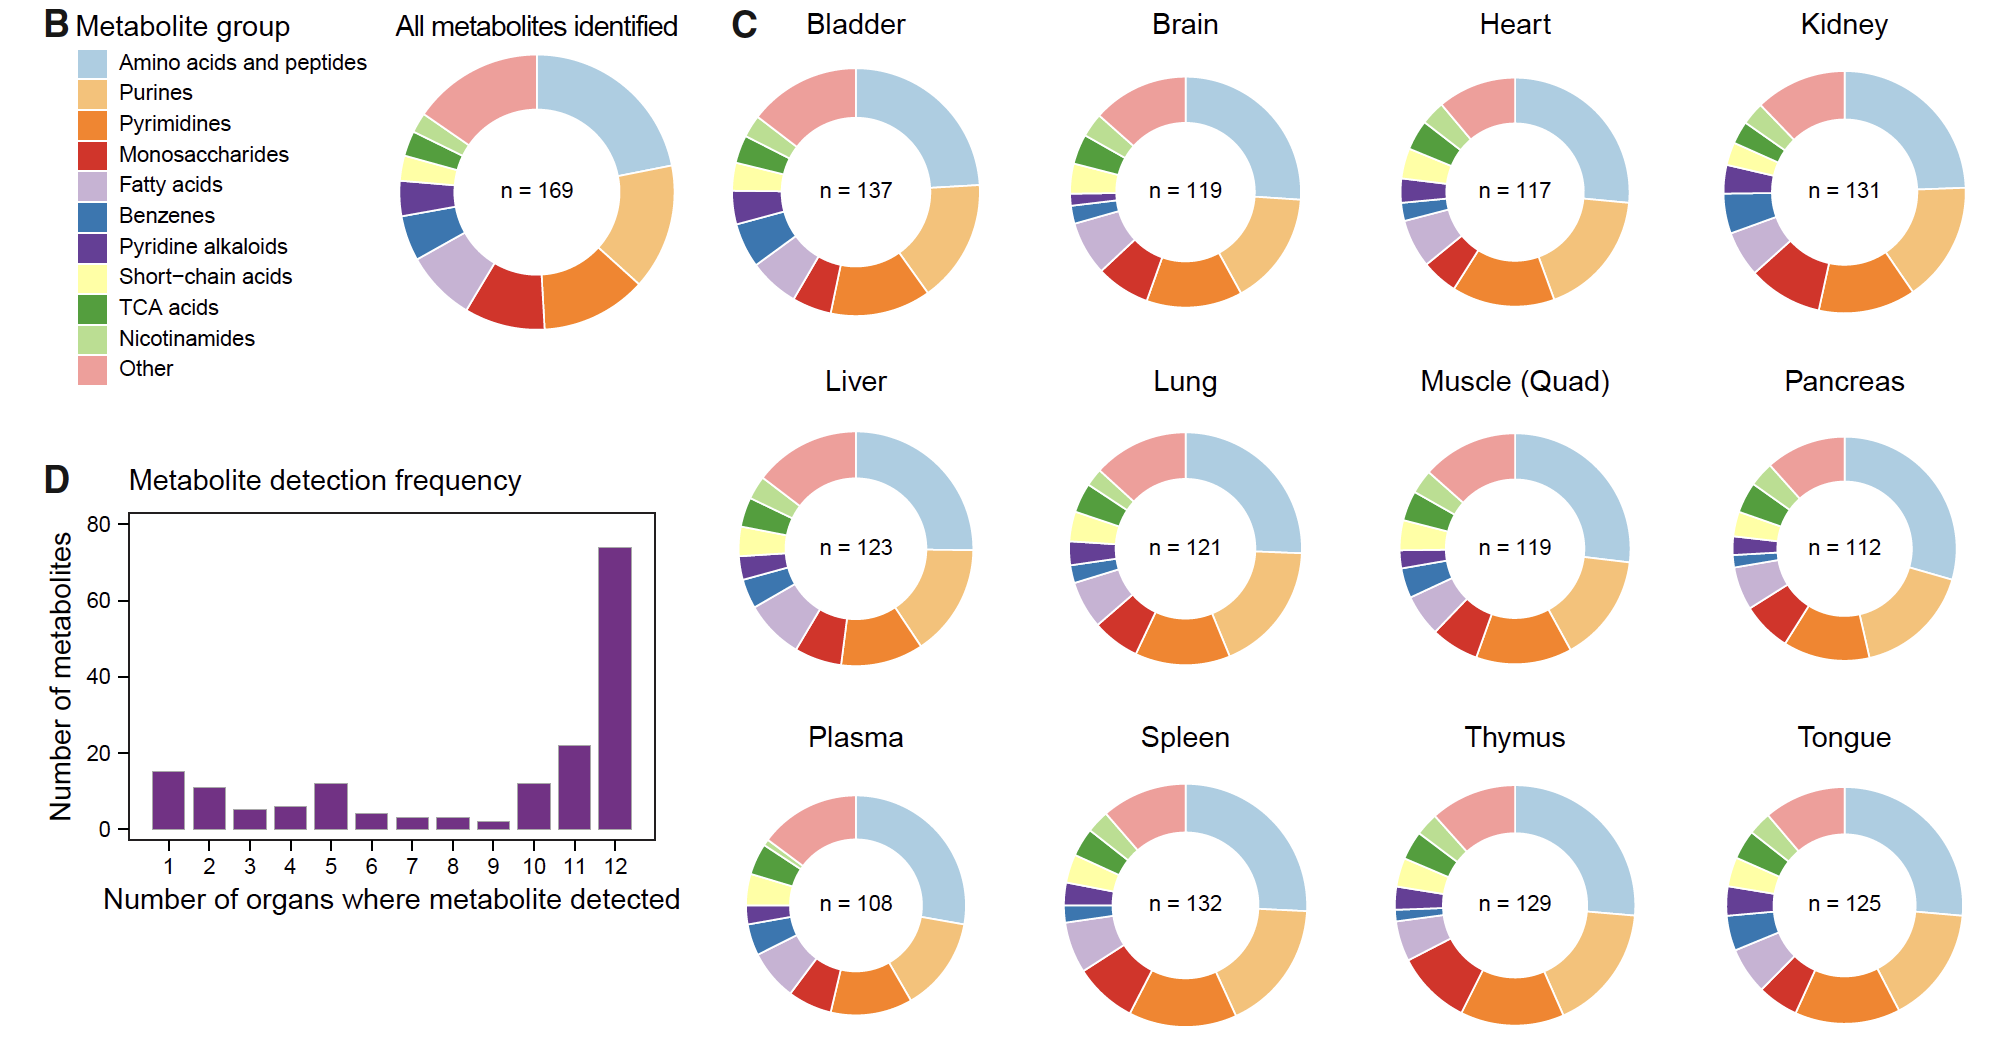 B Metabolite group
Amino acids and peptides
Purines
Pyrimidines
Monosaccharides
Fatty acids
Benzenes
Pyridine alkaloids
Short−chain acids
TCA acids
Nicotinamides
Other
All metabolites identified
n = 169
C
Bladder
n = 137
Brain
n = 119
Heart
n = 117
Kidney
n = 131
Liver
n = 123
Lung
n = 121
Muscle (Quad)
n = 119
Pancreas
n = 112
Plasma
n = 108
Spleen
n = 132
Thymus
n = 129
Tongue
n = 125
D Metabolite detection frequency
Number of metabolites
80
60
40
20
0
1 2 3 4 5 6 7 8 9 10 11 12
Number of organs where metabolite detected